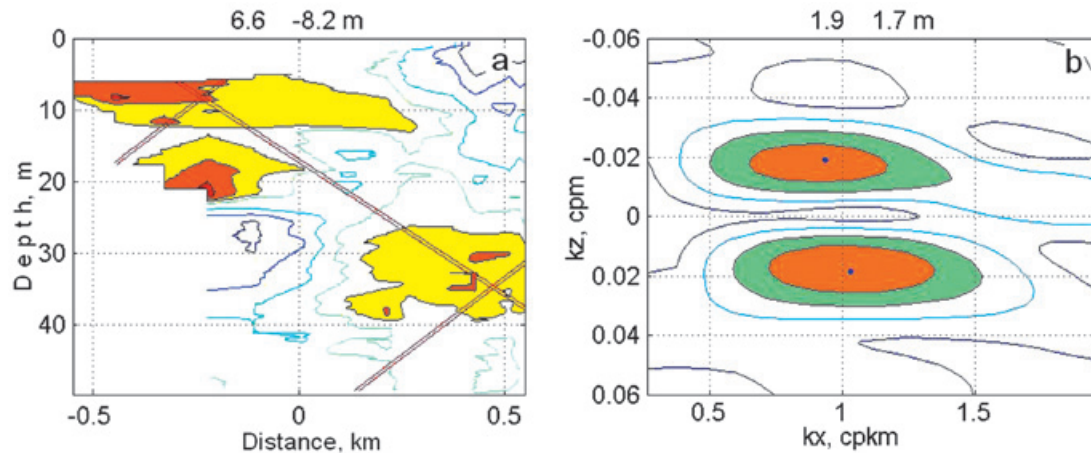 6.6 -8.2 m
a
0
10
20
30
40
Depth, m
-0.5 0 0.5
Distance, km
1.9 1.7 m
b
-0.06
-0.04
-0.02
0
0.02
0.04
0.06
kz, cpm
0.5 1 1.5
kx, cpkm